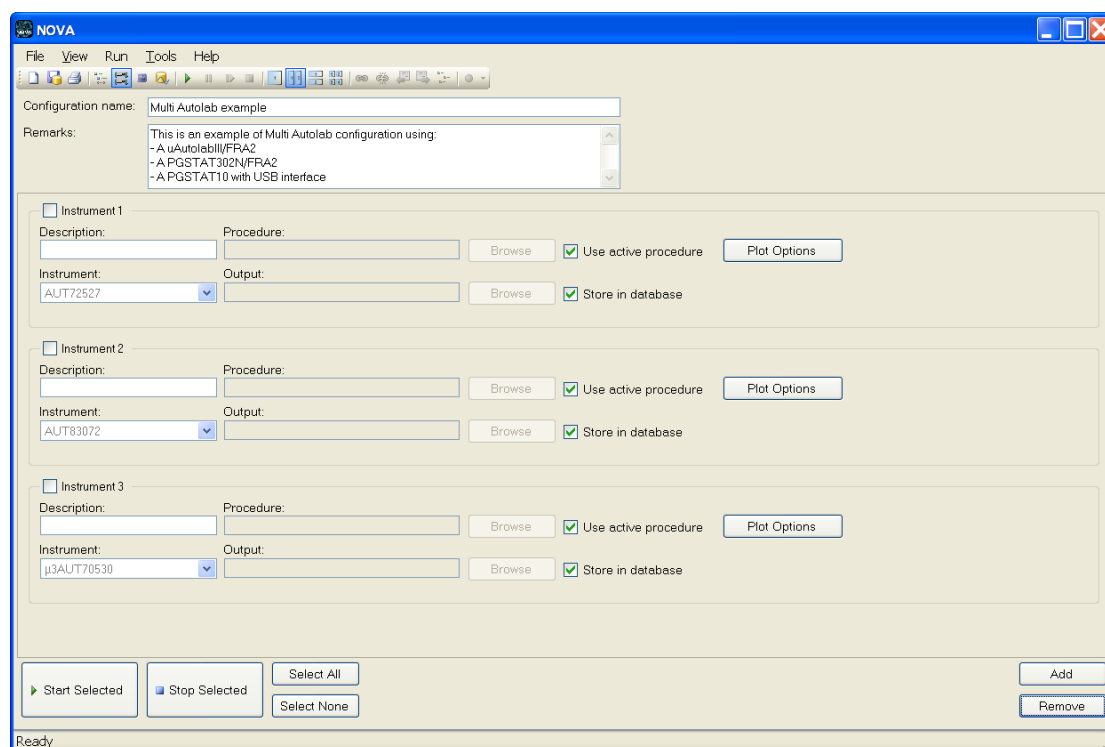 NOVA
File View Run Tools Help
Configuration name: Multi Autolab example
Remarks: This is an example of Multi Autolab configuration using:
- A uAutolabIII/FRA2
- A PGSTAT302N/FRA2
- A PGSTAT10 with USB interface
Instrument 1
Description: Procedure:
Browse Use active procedure Plot Options
Instrument: Output:
AUT72527 Browse Store in database
Instrument 2
Description: Procedure:
Browse Use active procedure Plot Options
Instrument: Output:
AUT83072 Browse Store in database
Instrument 3
Description: Procedure:
Browse Use active procedure Plot Options
Instrument: Output:
µ3AUT70530 Browse Store in database
Start Selected Stop Selected Select All Add
Select None Remove
Ready